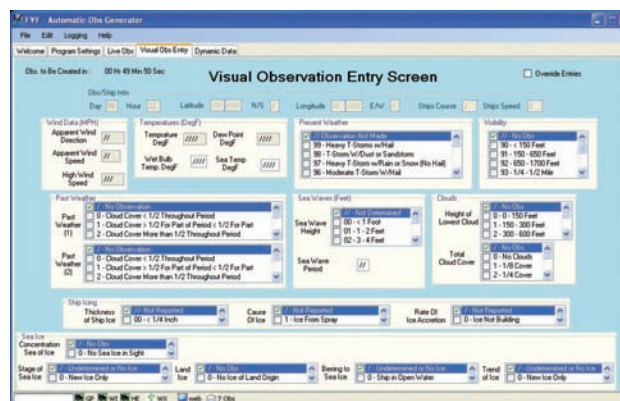 FYF - Automatic Obs Generator
File Edit Logging Help
Welcome Program Settings Live Obs Visual Obs Entry Dynamic Data
Obs. to Be Created in : 00 Hr 49 Min 50 Sec
Visual Observation Entry Screen
Override Entries
Obs/Ship Info
Day Hour Latitude N/S Longitude E/W Ships Course Ships Speed
Wind Data (MPH)
Apparent Wind Direction //
Apparent Wind Speed //
High Wind Speed ///
Temperatures (DegF)
Temprature DegF ////
Dew Point DegF ////
Wet Bulb Temp. DegF ////
Sea Temp DegF ////
Present Weather
// Observation Not Made
99 - Heavy T-Storms w/Hail
98 - T-Storm W/Dust or Sandstorm
97 - Heavy T-Storm w/Rain or Snow (No Hail)
96 - Moderate T-Storm W/Hail
Visibility
// - No Obs
90 - < 150 Feet
91 - 150 - 650 Feet
92 - 650 - 1700 Feet
93 - 1/4 - 1/2 Mile
Past Weather
Past Weather (1)
/ - No Observation
0 - Cloud Cover < 1/2 Throughout Period
1 - Cloud Cover > 1/2 For Part of Period < 1/2 For Part
2 - Cloud Cover More than 1/2 Throughout Period
Past Weather (2)
/ - No Observation
0 - Cloud Cover < 1/2 Throughout Period
1 - Cloud Cover > 1/2 For Part of Period < 1/2 For Part
2 - Cloud Cover More than 1/2 Throughout Period
Sea Waves (Feet)
Sea Wave Height
// - Not Determined
00 - < 1 Foot
01 - 1 - 2 Feet
02 - 3 - 4 Feet
Sea Wave Period //
Clouds
Height of Lowest Cloud
/ - No Obs
0 - 0 - 150 Feet
1 - 150 - 300 Feet
2 - 300 - 600 Feet
Total Cloud Cover
/ - No Obs
0 - No Clouds
1 - 1/8 Cover
2 - 1/4 Cover
Ship Icing
Thickness of Ship Ice
// - Not Reported
00 - < 1/4 Inch
Cause Of Ice
/ - Not Reported
1 - Ice From Spray
Rate Of Ice Accretion
/ - Not Reported
0 - Ice Not Building
Sea Ice
Concentration Sea of Ice
/ - No Obs
0 - No Sea Ice in Sight
Stage of Sea Ice
/ - Undetermined or No Ice
0 - New Ice Only
Land Ice
/ - No Obs
0 - No Ice of Land Origin
Bering to Sea Ice
/ - Undetermined or No Ice
0 - Ship in Open Water
Trend of Ice
/ - Undetermined or No Ice
0 - New Ice Only
GP WI HF WX web 7 Obs